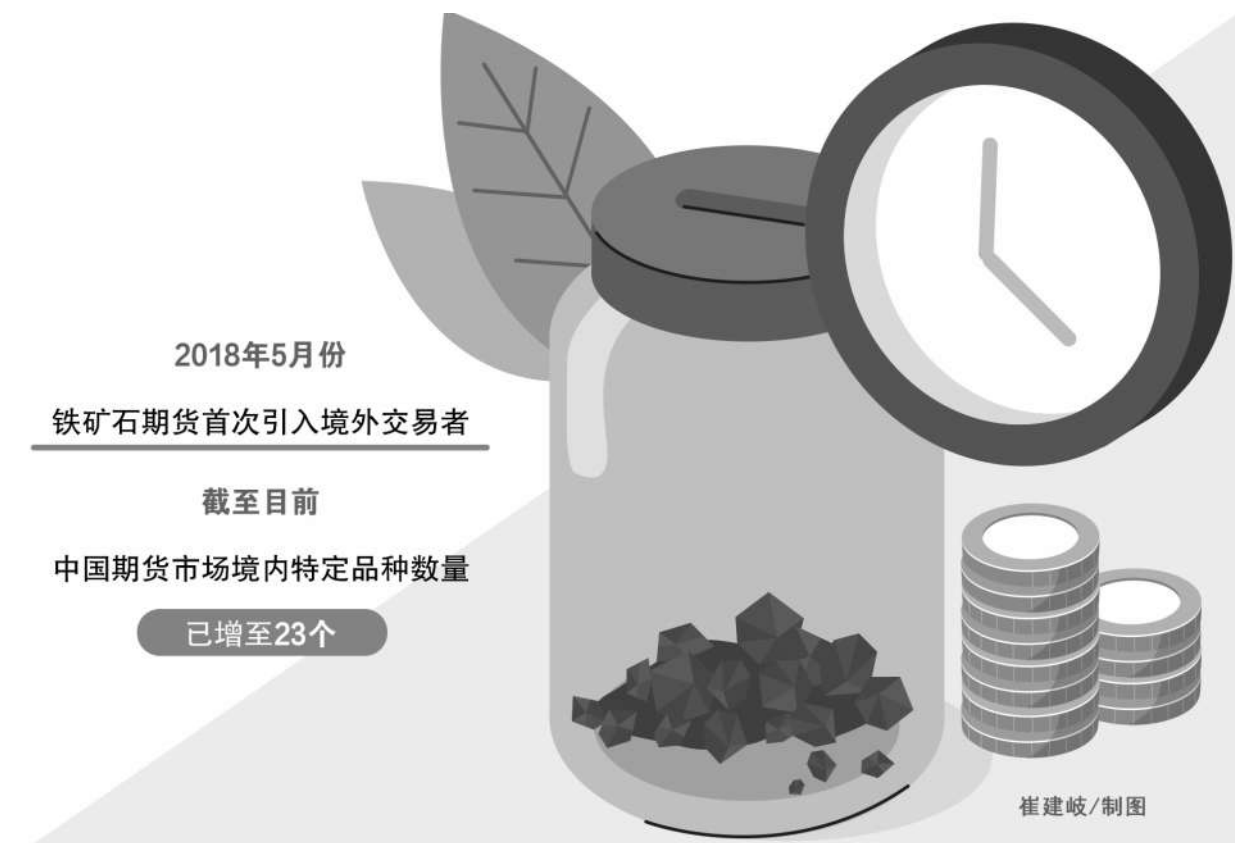 2018年5月份
铁矿石期货首次引入境外交易者
截至目前
中国期货市场境内特定品种数量
已增至23个
崔建岐/制图